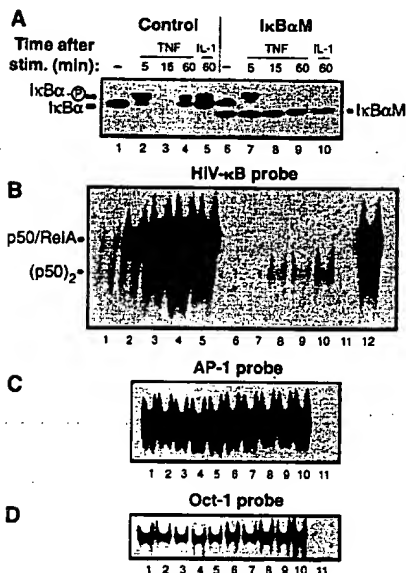 A
Control IκBαM
Time after TNF IL-1 TNF IL-1
stim. (min): – 5 15 60 60 – 5 15 60 60
IκBα-Ⓟ
IκBα
IκBαM
1 2 3 4 5 6 7 8 9 10
HIV-κB probe
B
p50/RelA
(p50)2
1 2 3 4 5 6 7 8 9 10 11 12
AP-1 probe
C
1 2 3 4 5 6 7 8 9 10 11
Oct-1 probe
D
1 2 3 4 5 6 7 8 9 10 11